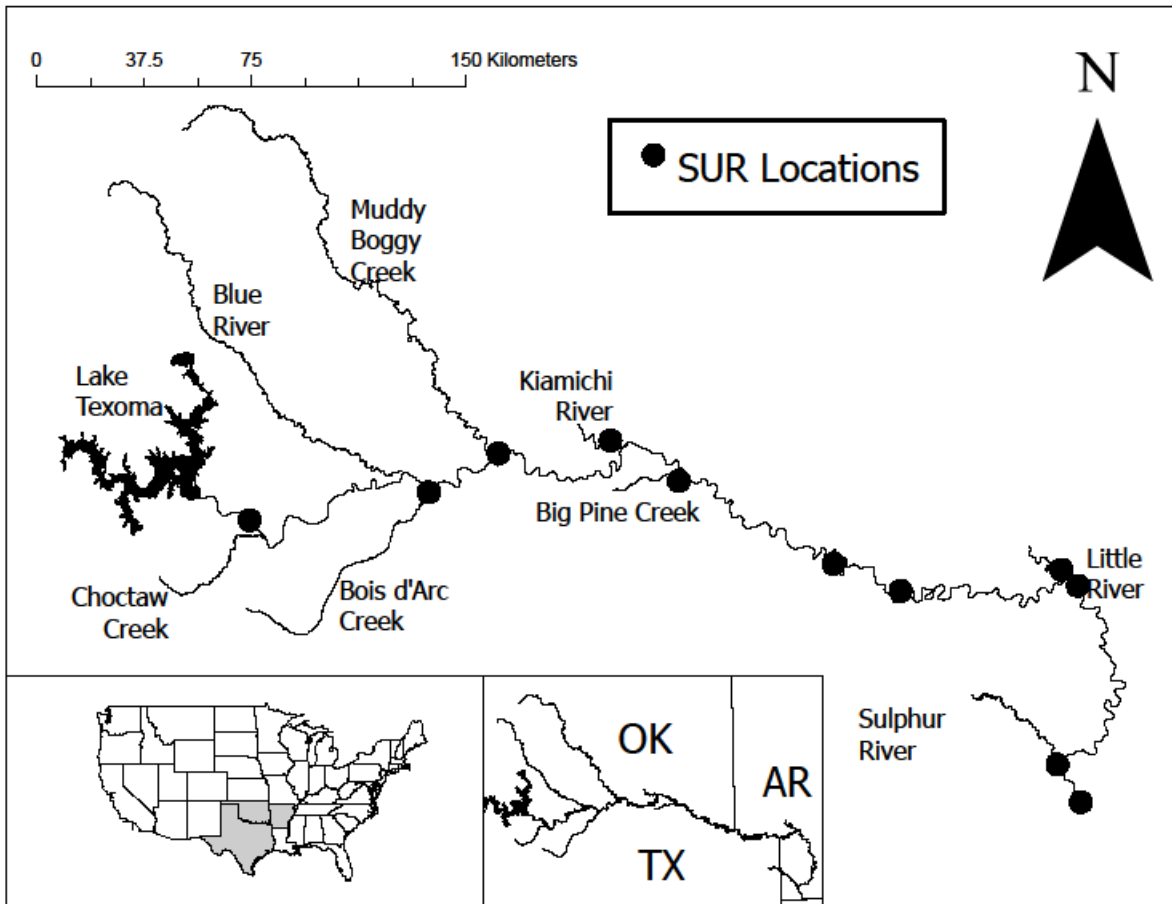 0 37.5 75 150 Kilometers
N
SUR Locations
Muddy
Boggy
Creek
Blue
River
Lake
Texoma
Kiamichi
River
Big Pine Creek
Choctaw
Creek
Bois d'Arc
Creek
Little
River
Sulphur
River
OK
AR
TX